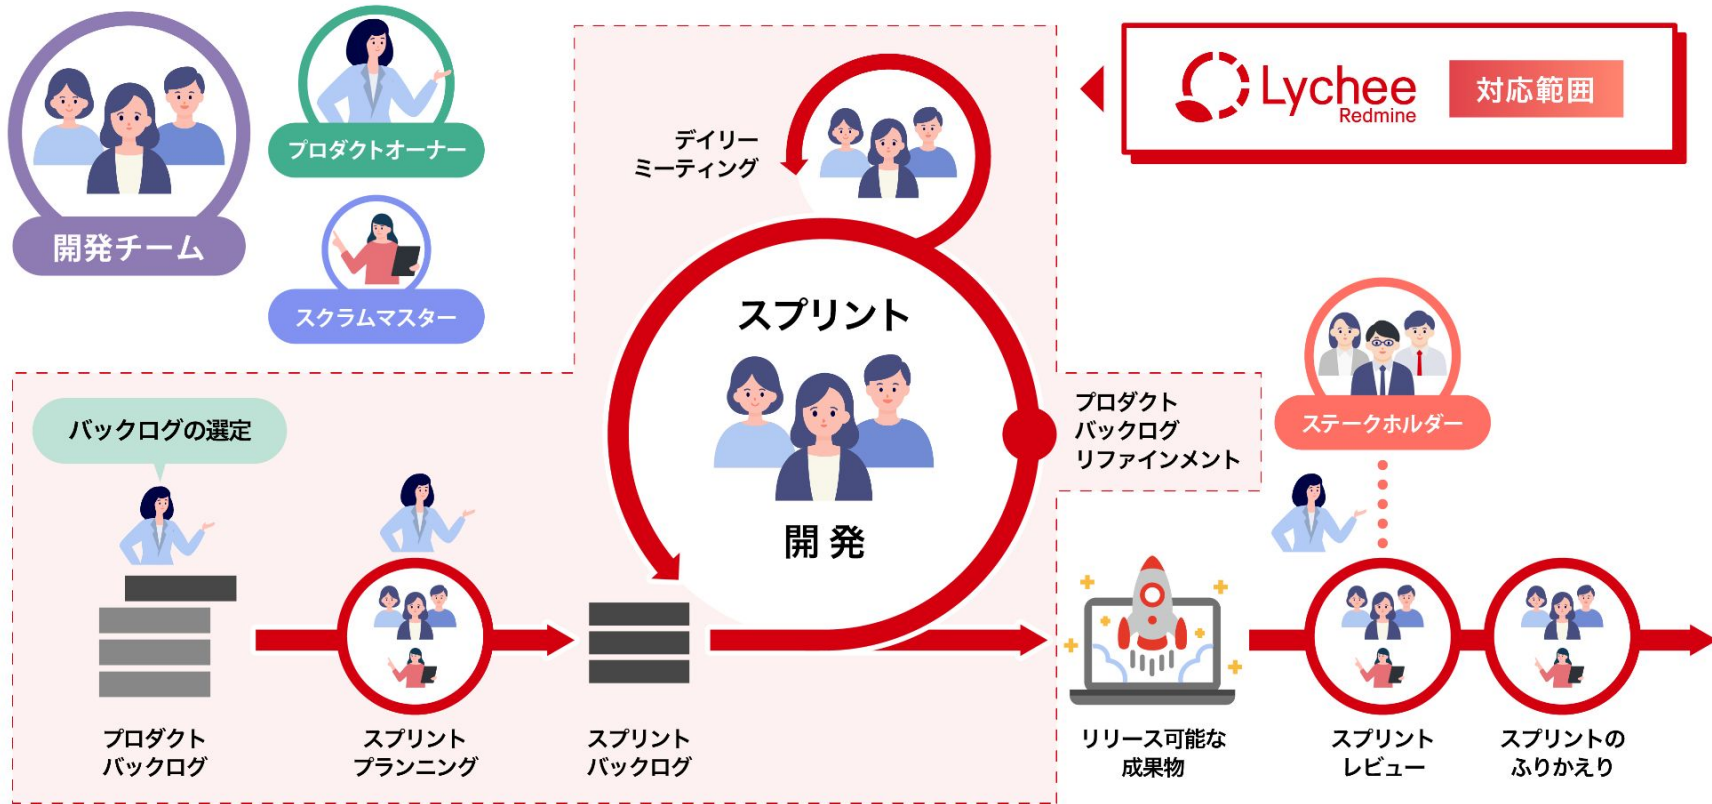 開発チーム
プロダクトオーナー
スクラムマスター
デイリー
ミーティング
Lychee
Redmine
対応範囲
スプリント
開発
プロダクト
バックログ
リファインメント
ステークホルダー
バックログの選定
プロダクト
バックログ
スプリント
プランニング
スプリント
バックログ
リリース可能な
成果物
スプリント
レビュー
スプリントの
ふりかえり